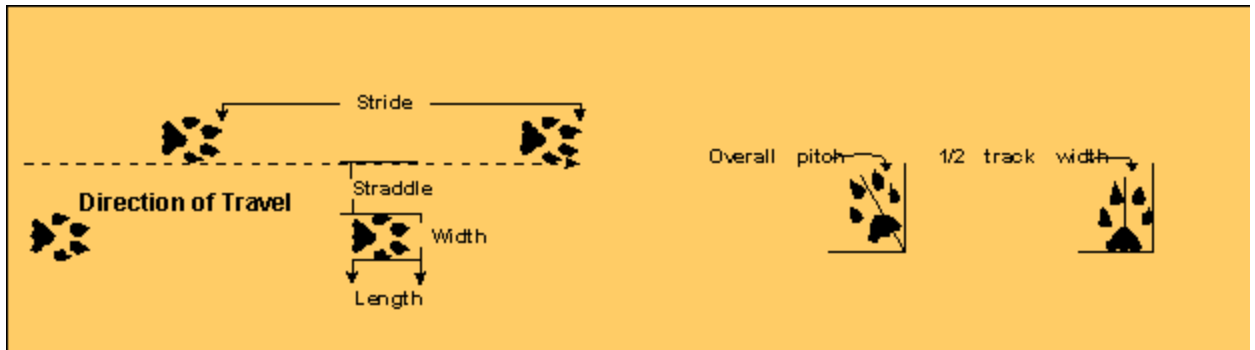 Stride
Overall pitch
1/2 track width
Straddle
Direction of Travel
Width
Length